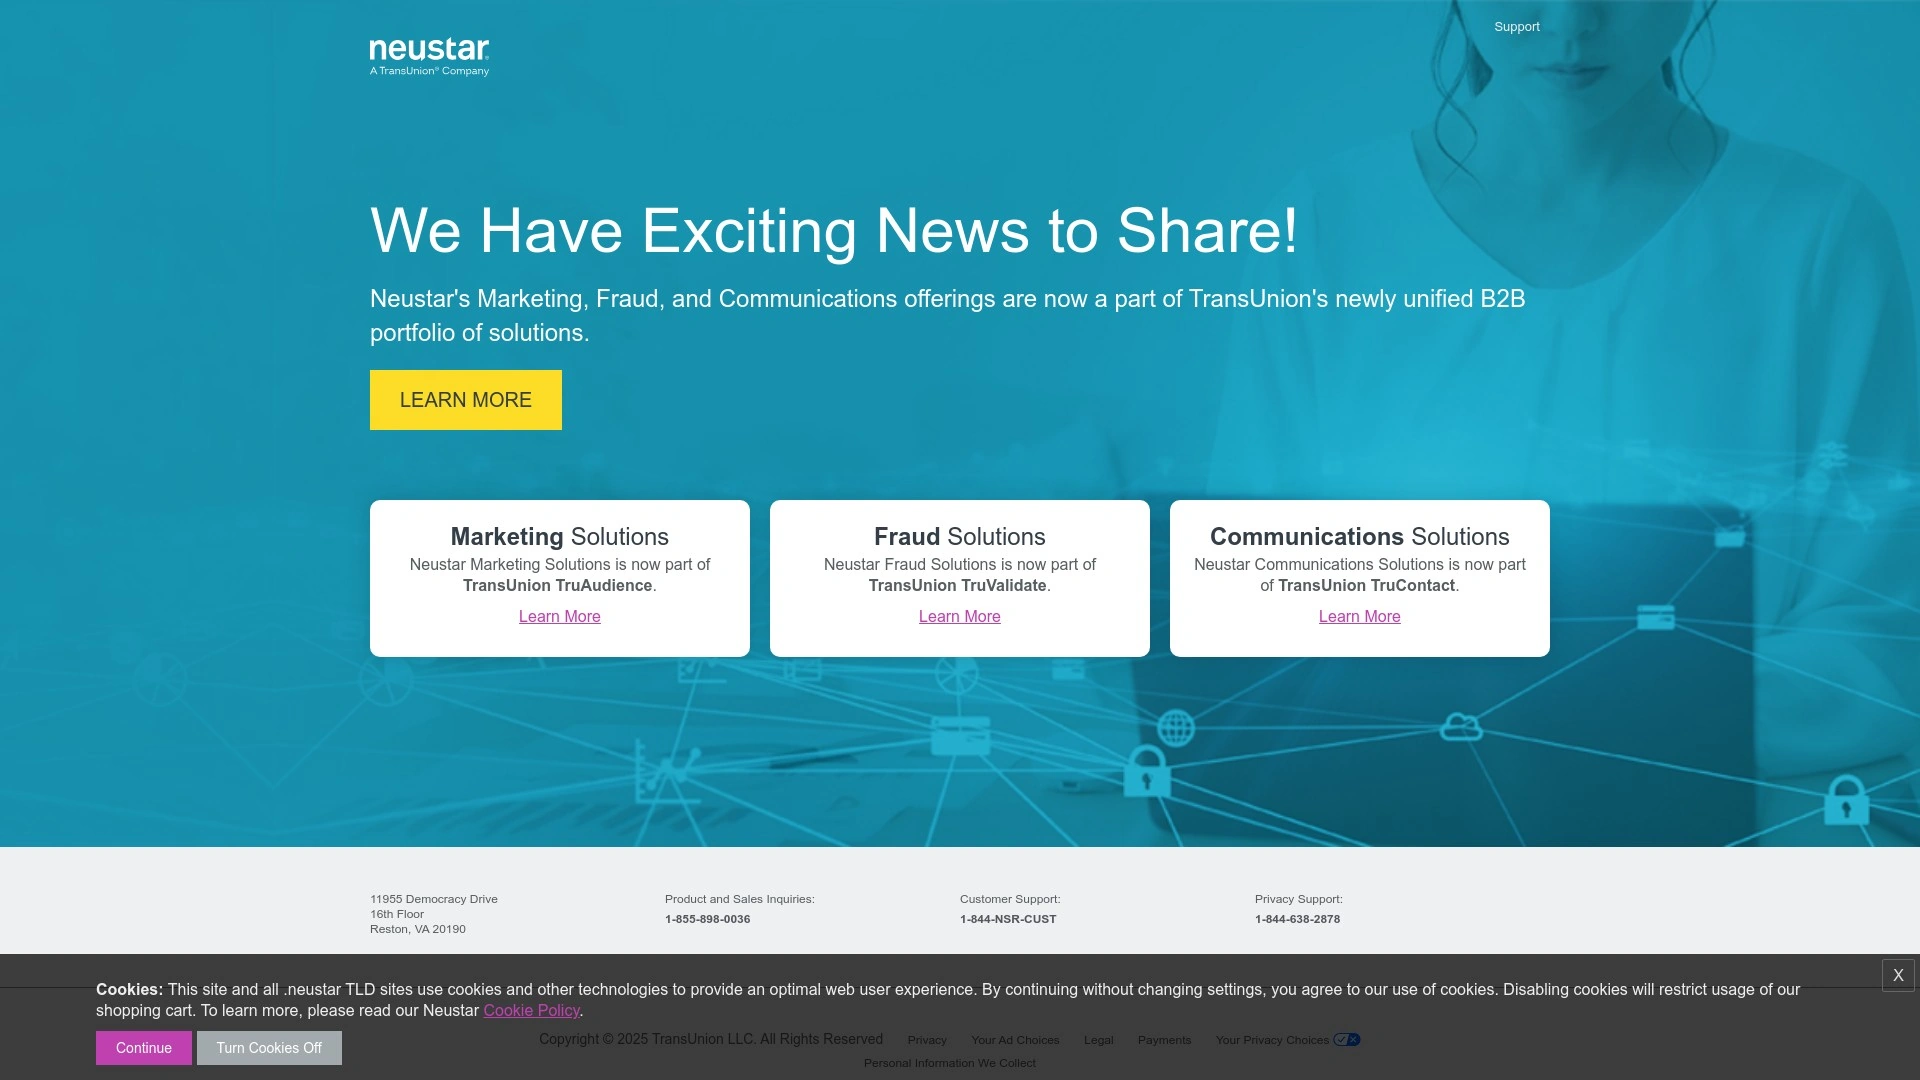 Support
neustar
A TransUnion® Company
We Have Exciting News to Share!
Neustar's Marketing, Fraud, and Communications offerings are now a part of TransUnion's newly unified B2B
portfolio of solutions.
LEARN MORE
Marketing Solutions
Neustar Marketing Solutions is now part of
TransUnion TruAudience.
Learn More
Fraud Solutions
Neustar Fraud Solutions is now part of
TransUnion TruValidate.
Learn More
Communications Solutions
Neustar Communications Solutions is now part
of TransUnion TruContact.
Learn More
11955 Democracy Drive
16th Floor
Reston, VA 20190
Product and Sales Inquiries:
1-855-898-0036
Customer Support:
1-844-NSR-CUST
Privacy Support:
1-844-638-2878
X
Cookies: This site and all .neustar TLD sites use cookies and other technologies to provide an optimal web user experience. By continuing without changing settings, you agree to our use of cookies. Disabling cookies will restrict usage of our
shopping cart. To learn more, please read our Neustar Cookie Policy.
Continue
Turn Cookies Off
Copyright © 2025 TransUnion LLC. All Rights Reserved
Privacy
Your Ad Choices
Legal
Payments
Your Privacy Choices
Personal Information We Collect